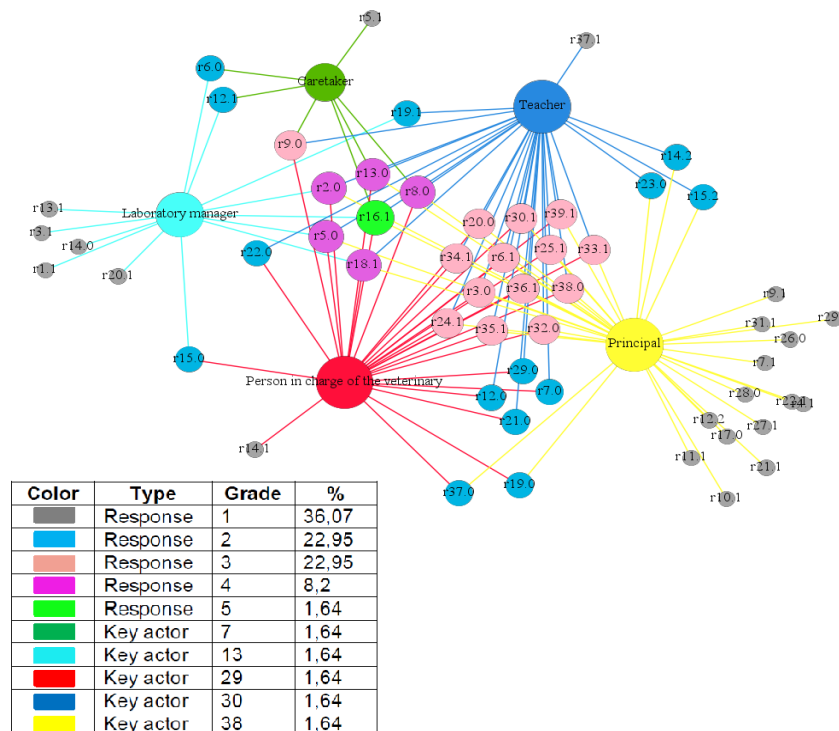 r5.1
r37.1
r6.0
Caretaker
r12.1
Teacher
r19.1
r9.0
r14.2
r13.0
r23.0
r2.0
r8.0
r15.2
r13.1
Laboratory manager
r16.1
r20.0
r30.1
r39.1
r3.1
r5.0
r14.0
r22.0
r18.1
r34.1
r6.1
r25.1
r33.1
r1.1
r20.1
r3.0
r36.1
r38.0
r9.1
r24.1
r35.1
r32.0
r31.1
r29
r26.0
Principal
r15.0
r7.1
r29.0
Person in charge of the veterinary
r12.0
r7.0
r28.0
r4.1
r21.0
r12.2
r27.1
r17.0
r14.1
r11.1
r21.1
r37.0
r19.0
r10.1
Color Type Grade %
Response 1 36,07
Response 2 22,95
Response 3 22,95
Response 4 8,2
Response 5 1,64
Key actor 7 1,64
Key actor 13 1,64
Key actor 29 1,64
Key actor 30 1,64
Key actor 38 1,64